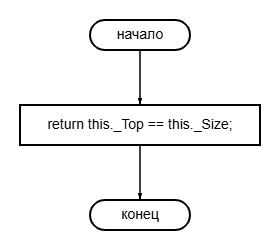 начало
return this._Top == this._Size;
конец